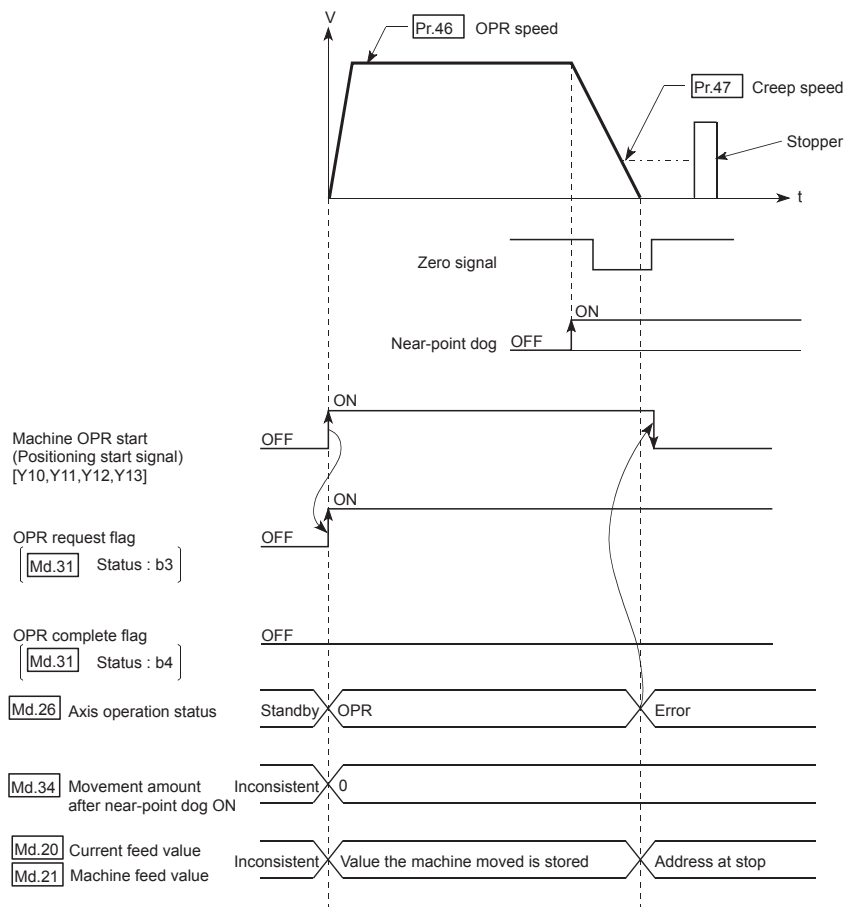 V
Pr.46 OPR speed
Pr.47 Creep speed
Stopper
t
Zero signal
ON
Near-point dog OFF
ON
Machine OPR start
(Positioning start signal)
[Y10,Y11,Y12,Y13]
OFF
ON
OPR request flag
OFF
Md.31 Status : b3
OPR complete flag
OFF
Md.31 Status : b4
Md.26 Axis operation status Standby OPR Error
Md.34 Movement amount
after near-point dog ON
Inconsistent 0
Md.20 Current feed value
Md.21 Machine feed value
Inconsistent Value the machine moved is stored Address at stop